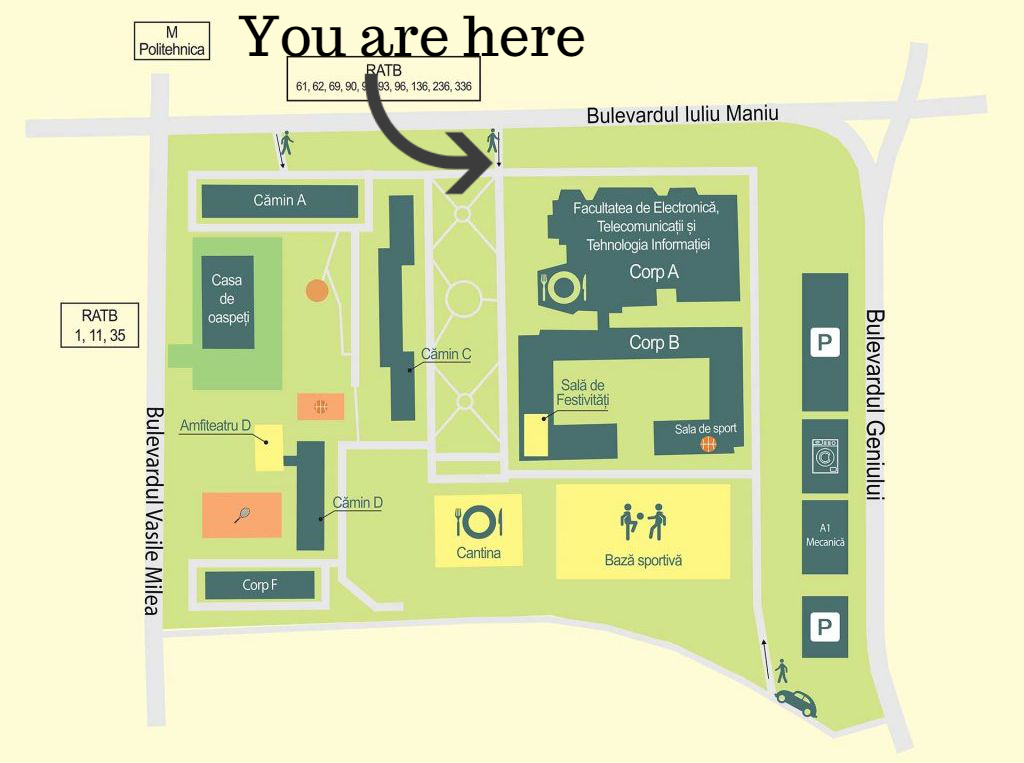 You are here
M
Politehnica
RATB
61, 62, 69, 90, 93, 96, 136, 236, 336
Bulevardul Iuliu Maniu
Cămin A
Facultatea de Electronică,
Telecomunicații și
Tehnologia Informației
Corp A
Casa
de
oaspeți
RATB
1, 11, 35
Corp B
P
Cămin C
Sală de
Festivități
Bulevardul Geniului
Amfiteatru D
Sala de sport
Bulevardul Vasile Milea
Cămin D
A1
Mecanică
Cantina
Bază sportivă
Corp F
P